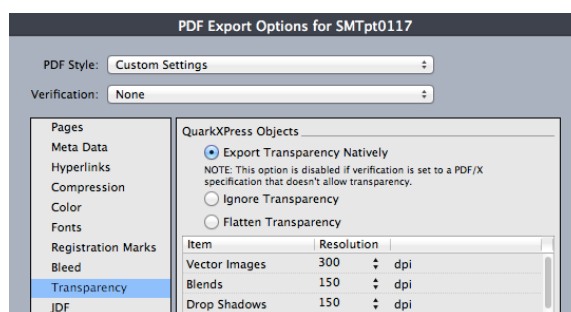 PDF Export Options for SMTpt0117
PDF Style: Custom Settings
Verification: None
Pages
Meta Data
Hyperlinks
Compression
Color
Fonts
Registration Marks
Bleed
Transparency
JDF
QuarkXPress Objects
Export Transparency Natively
NOTE: This option is disabled if verification is set to a PDF/X
specification that doesn't allow transparency.
Ignore Transparency
Flatten Transparency
Item Resolution
Vector Images 300 dpi
Blends 150 dpi
Drop Shadows 150 dpi